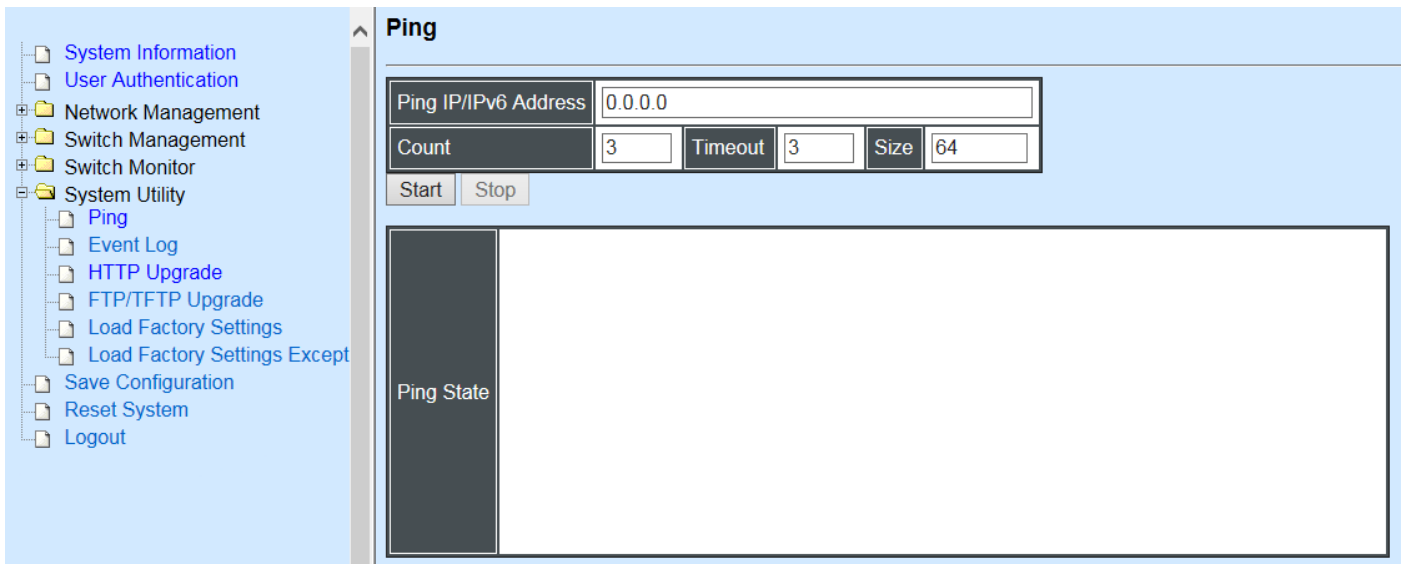 System Information
User Authentication
Network Management
Switch Management
Switch Monitor
System Utility
Ping
Event Log
HTTP Upgrade
FTP/TFTP Upgrade
Load Factory Settings
Load Factory Settings Except
Save Configuration
Reset System
Logout
Ping
Ping IP/IPv6 Address 0.0.0.0
Count 3 Timeout 3 Size 64
Start Stop
Ping State